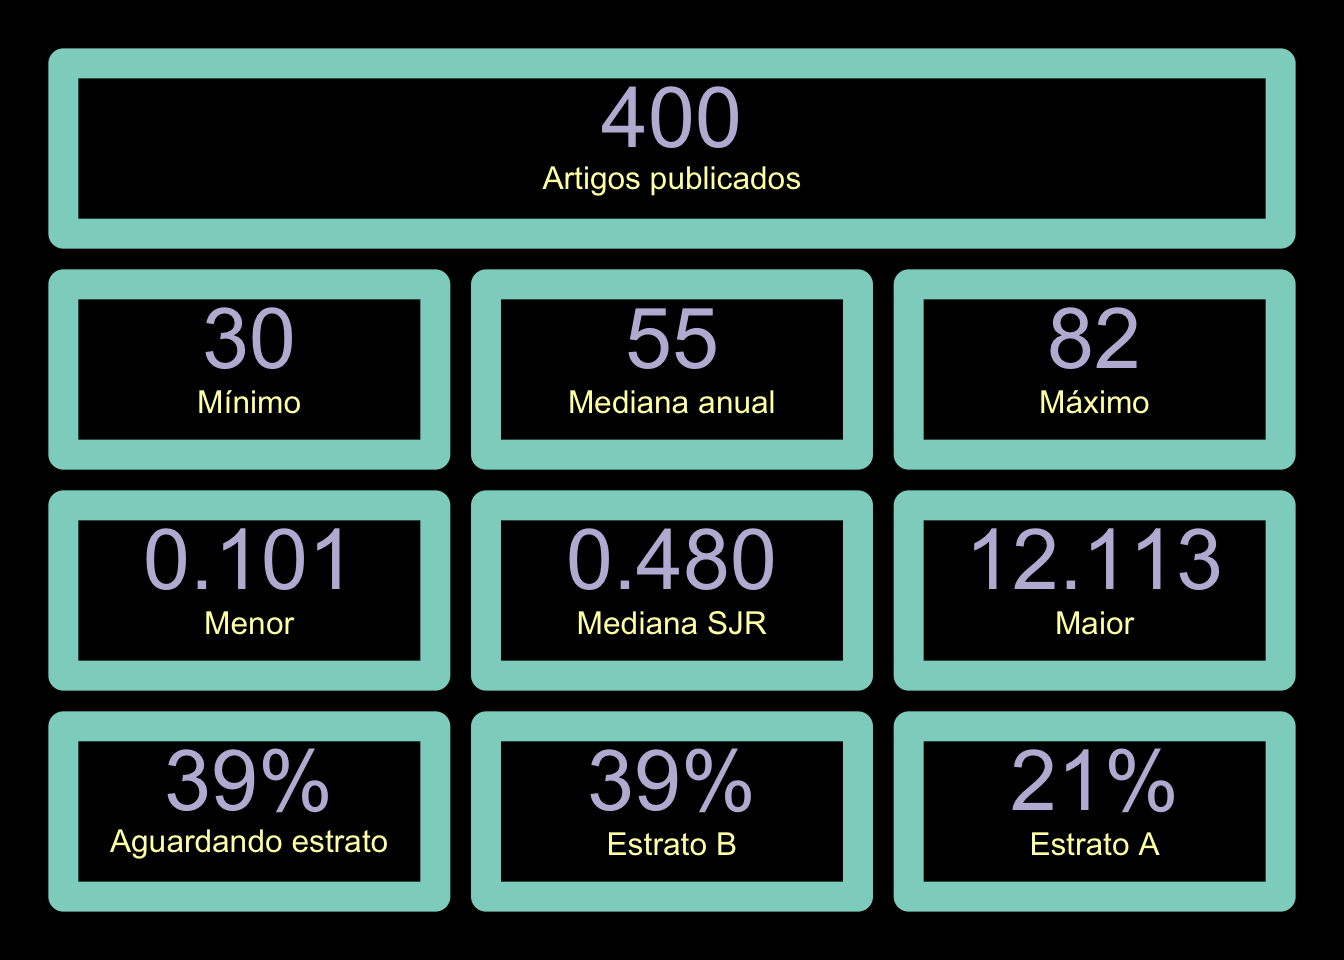 400
Artigos publicados
30
Mínimo
55
Mediana anual
82
Máximo
0.101
Menor
0.480
Mediana SJR
12.113
Maior
39%
Aguardando estrato
39%
Estrato B
21%
Estrato A